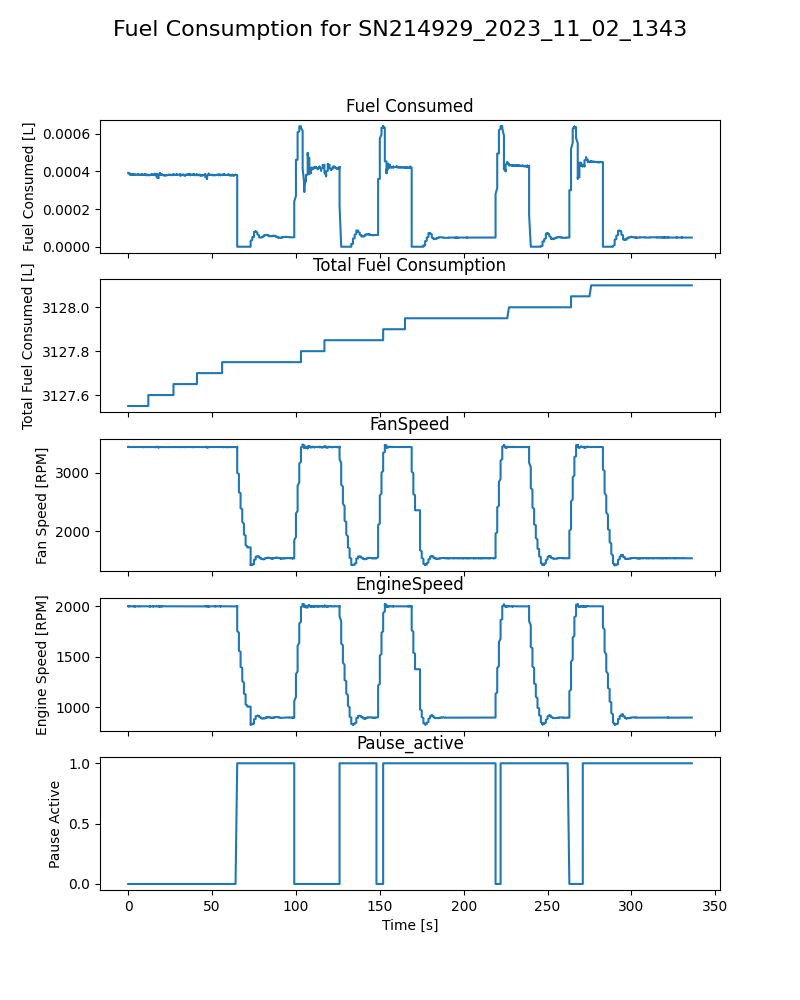 Fuel Consumption for SN214929_2023_11_02_1343
Fuel Consumed
Fuel Consumed [L]
0.0006
0.0004
0.0002
0.0000
Total Fuel Consumption
Total Fuel Consumed [L]
3128.0
3127.8
3127.6
FanSpeed
Fan Speed [RPM]
3000
2000
EngineSpeed
Engine Speed [RPM]
2000
1500
1000
Pause_active
Pause Active
1.0
0.5
0.0
0 50 100 150 200 250 300 350
Time [s]